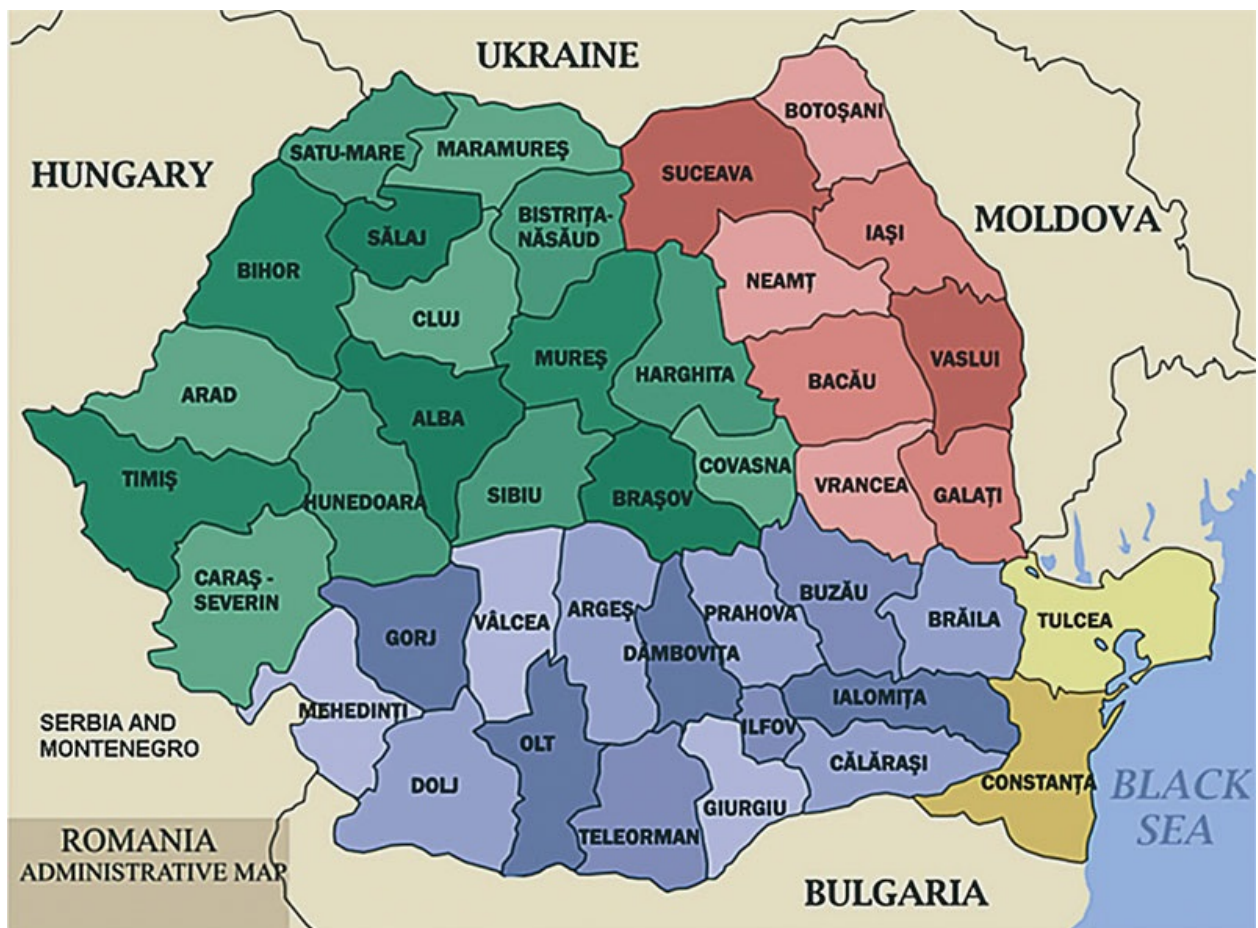 UKRAINE
BOTOŞANI
SATU-MARE
MARAMUREŞ
HUNGARY
SUCEAVA
MOLDOVA
BISTRIŢA-
NĂSĂUD
SĂLAJ
IAŞI
BIHOR
NEAMŢ
CLUJ
MUREŞ
VASLUI
HARGHITA
BACĂU
ARAD
ALBA
COVASNA
TIMIŞ
VRANCEA
SIBIU
BRAŞOV
GALAŢI
HUNEDOARA
CARAŞ -
SEVERIN
BUZĂU
ARGEŞ
PRAHOVA
VÂLCEA
BRĂILA
TULCEA
GORJ
DÂMBOVIŢA
IALOMIŢA
MEHEDINŢI
SERBIA AND
MONTENEGRO
ILFOV
OLT
CĂLĂRAŞI
DOLJ
CONSTANŢA
BLACK
SEA
GIURGIU
TELEORMAN
ROMANIA
ADMINISTRATIVE MAP
BULGARIA